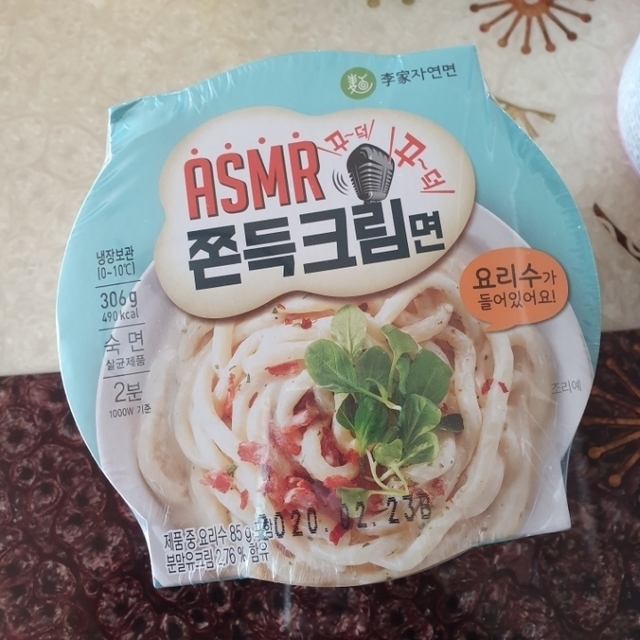 李家자연면
ASMR
꾸~덕
꾸~덕
쫀득크림면
냉장보관
(0~10℃)
306g
490 kcal
숙면
살균제품
2분
1000W 기준
요리수가
들어있어요!
조리예
제품 중 요리수 85 g 포함
분말유크림 2.76 % 함유
2020. 02. 23B